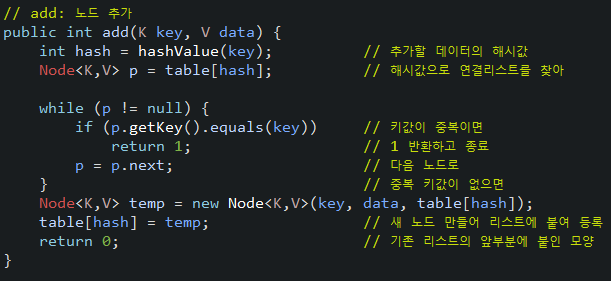 // add: 노드 추가
public int add(K key, V data) {
    int hash = hashValue(key);          // 추가할 데이터의 해시값
    Node<K,V> p = table[hash];          // 해시값으로 연결리스트를 찾아
    while (p != null) {
        if (p.getKey().equals(key))     // 키값이 중복이면
            return 1;                   // 1 반환하고 종료
        p = p.next;                     // 다음 노드로
    }                                   // 중복 키값이 없으면
    Node<K,V> temp = new Node<K,V>(key, data, table[hash]);
    table[hash] = temp;                 // 새 노드 만들어 리스트에 붙여 등록
    return 0;                           // 기존 리스트의 앞부분에 붙인 모양
}